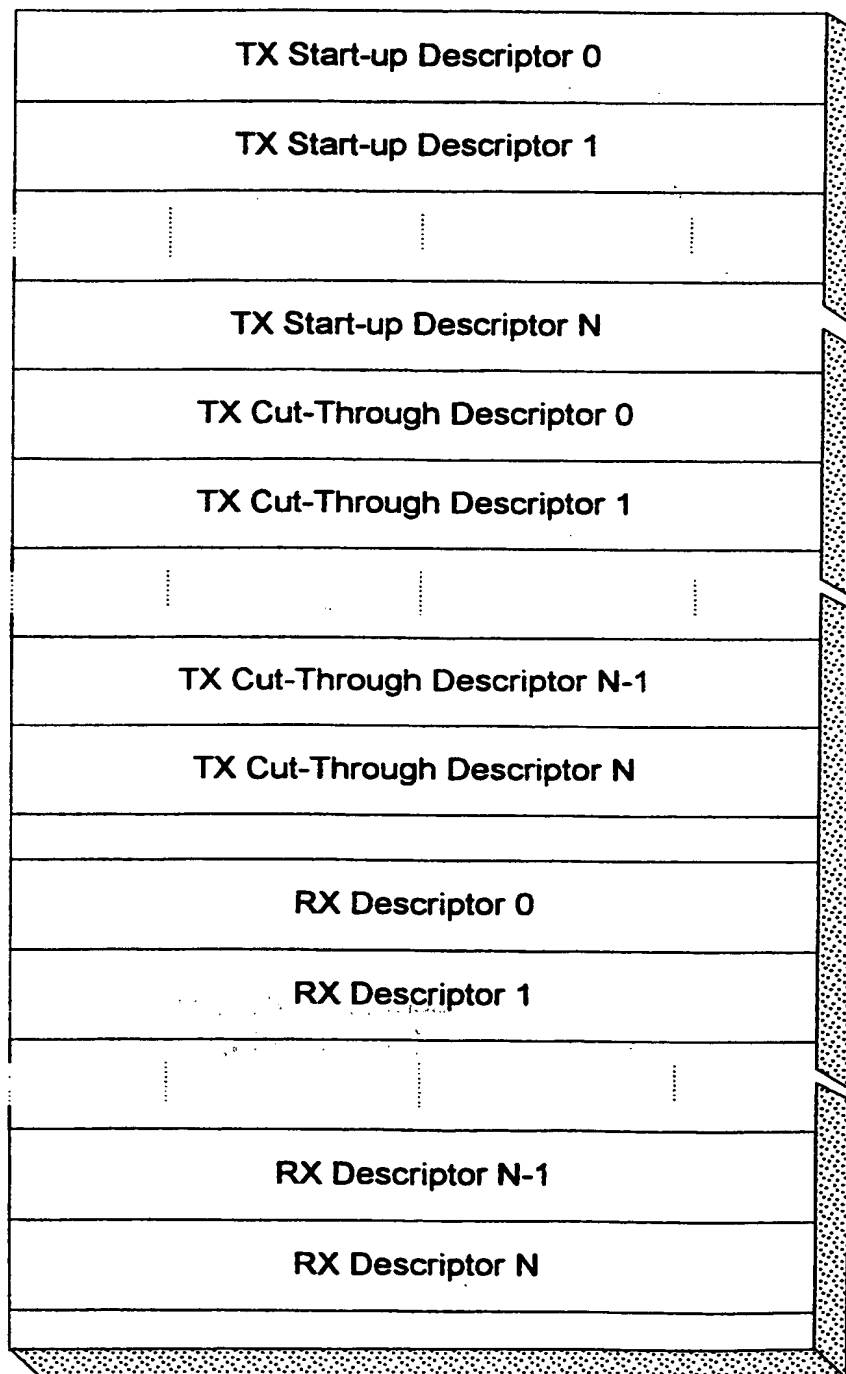 TX Start-up Descriptor 0
TX Start-up Descriptor 1
TX Start-up Descriptor N
TX Cut-Through Descriptor 0
TX Cut-Through Descriptor 1
TX Cut-Through Descriptor N-1
TX Cut-Through Descriptor N
RX Descriptor 0
RX Descriptor 1
RX Descriptor N-1
RX Descriptor N